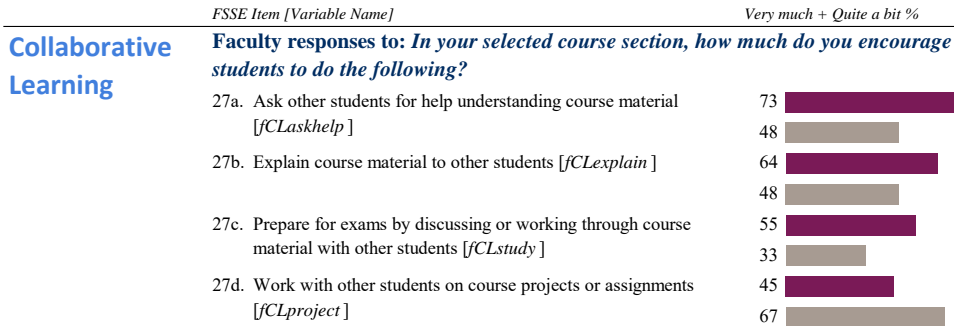 FSSE Item [Variable Name] Very much + Quite a bit %
Collaborative
Learning
Faculty responses to: In your selected course section, how much do you encourage
students to do the following?
27a. Ask other students for help understanding course material 73
[fCLaskhelp ] 48
27b. Explain course material to other students [fCLexplain ] 64
48
27c. Prepare for exams by discussing or working through course 55
material with other students [fCLstudy ] 33
27d. Work with other students on course projects or assignments 45
[fCLproject ] 67